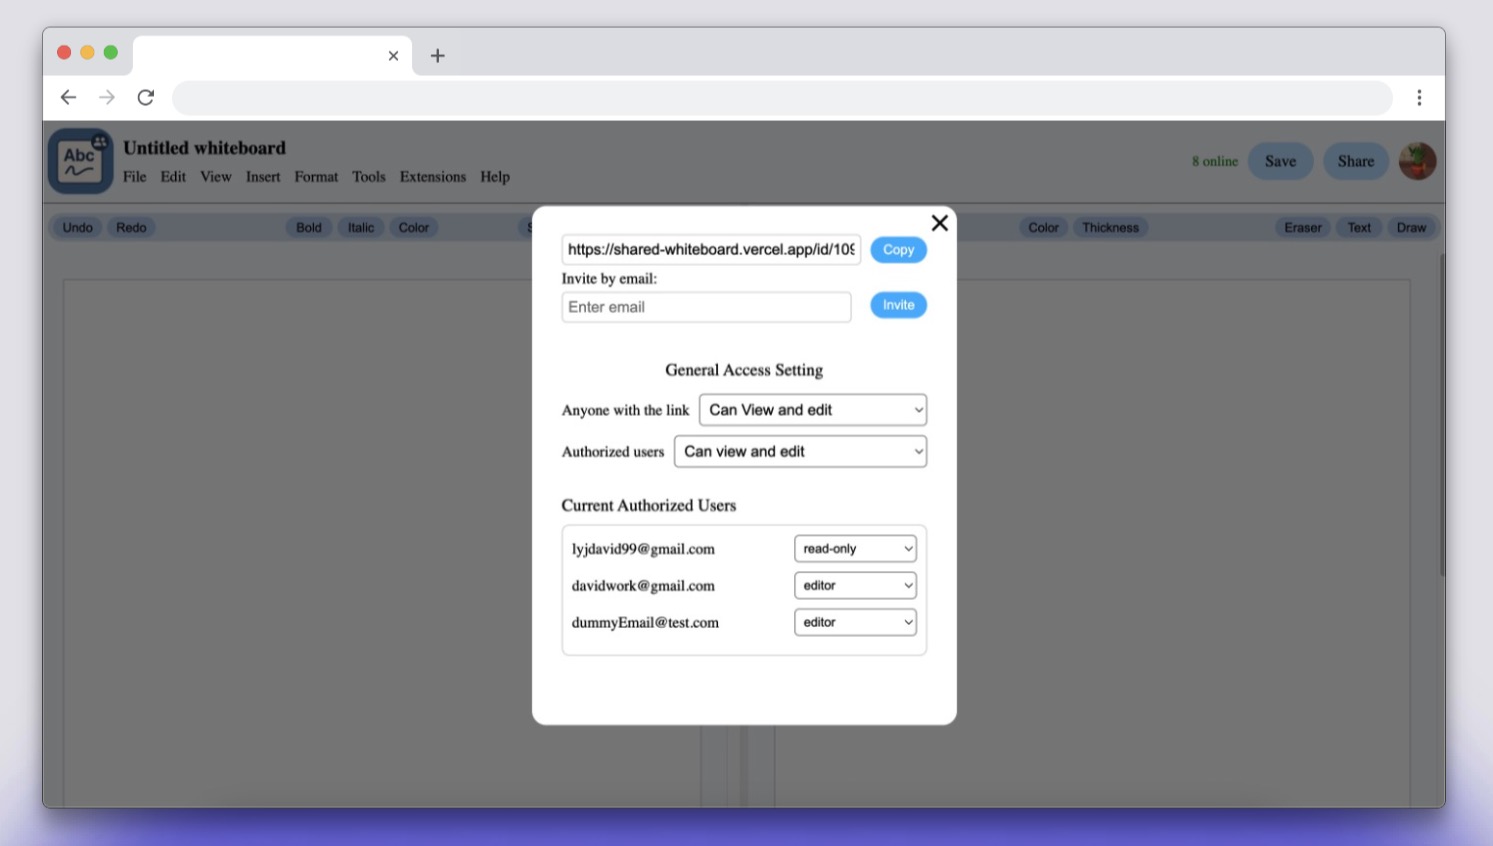 Abc
Untitled whiteboard
File Edit View Insert Format Tools Extensions Help
8 online Save Share
Undo Redo Bold Italic Color Color Thickness Eraser Text Draw
https://shared-whiteboard.vercel.app/id/109 Copy
Invite by email:
Enter email Invite
General Access Setting
Anyone with the link Can View and edit
Authorized users Can view and edit
Current Authorized Users
lyjdavid99@gmail.com read-only
davidwork@gmail.com editor
dummyEmail@test.com editor